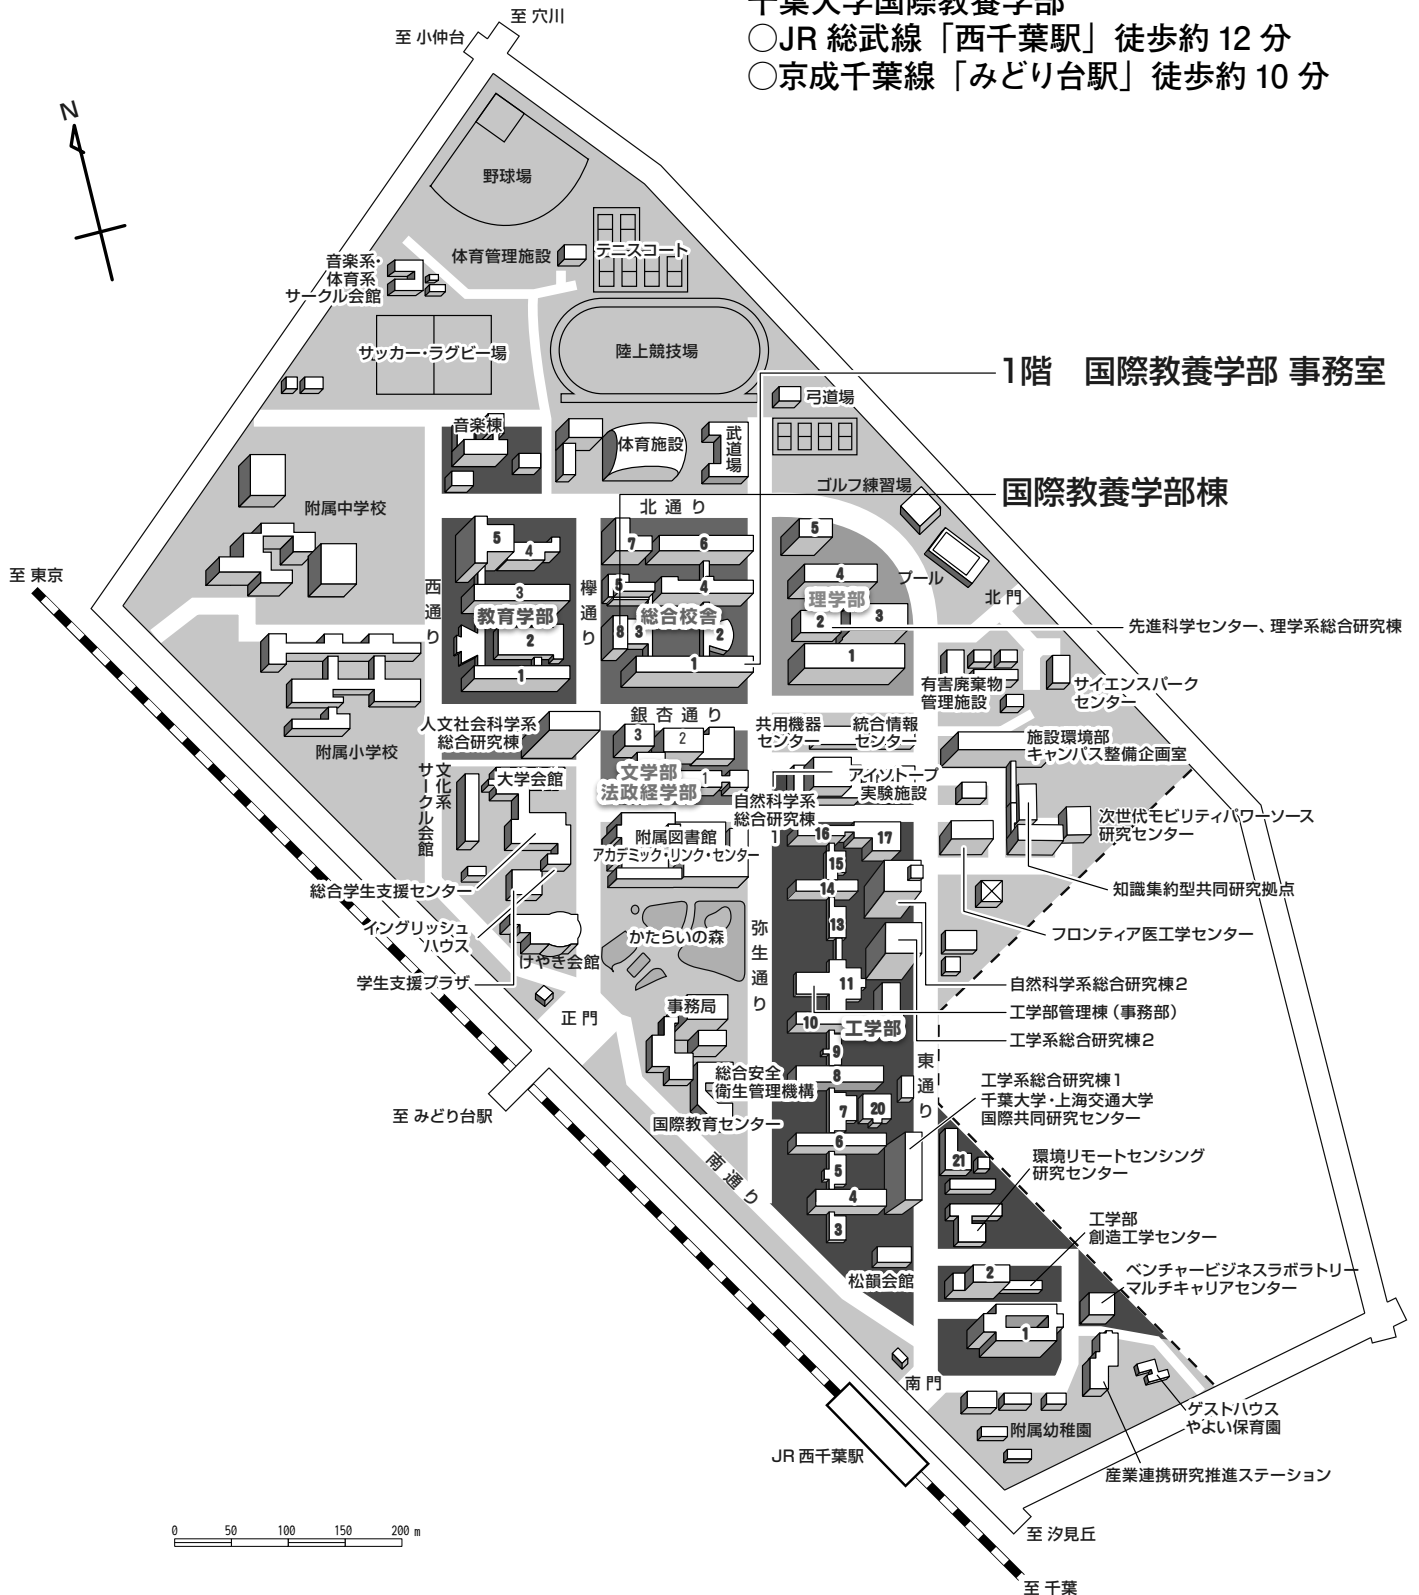 千葉大学国際教養学部
○JR 総武線「西千葉駅」徒歩約 12 分
○京成千葉線「みどり台駅」徒歩約 10 分
至 穴川
至 小仲台
N
野球場
体育管理施設
テニスコート
音楽系・
体育系
サークル会館
サッカー・ラグビー場
陸上競技場
1階 国際教養学部 事務室
弓道場
音楽棟
体育施設
武道場
ゴルフ練習場
国際教養学部棟
附属中学校
北通り
プール
北門
至 東京
西通り
欅通り
5
4
3
教育学部
2
1
7
6
5
4
総合校舎
8
3
2
1
5
4
理学部
2
3
1
先進科学センター、理学系総合研究棟
有害廃棄物
管理施設
サイエンスパーク
センター
附属小学校
人文社会科学系
総合研究棟
銀杏通り
3
2
1
文学部
法政経学部
共用機器
センター
統合情報
センター
施設環境部
キャンパス整備企画室
文化系
サークル会館
大学会館
アイソトープ
実験施設
自然科学系
総合研究棟
1
次世代モビリティパワーソース
研究センター
附属図書館
アカデミック・リンク・センター
16
17
15
14
13
11
10
工学部
9
8
7
20
6
5
4
3
総合学生支援センター
知識集約型共同研究拠点
イングリッシュ
ハウス
かたらいの森
弥生通り
フロンティア医工学センター
けやき会館
学生支援プラザ
自然科学系総合研究棟2
事務局
工学部管理棟（事務部）
正門
工学系総合研究棟2
東通り
総合安全
衛生管理機構
工学系総合研究棟1
千葉大学・上海交通大学
国際共同研究センター
至 みどり台駅
国際教育センター
南通り
21
環境リモートセンシング
研究センター
工学部
創造工学センター
松韻会館
2
ベンチャービジネスラボラトリー
マルチキャリアセンター
1
南門
ゲストハウス
やよい保育園
附属幼稚園
JR 西千葉駅
産業連携研究推進ステーション
0 50 100 150 200 m
至 汐見丘
至 千葉